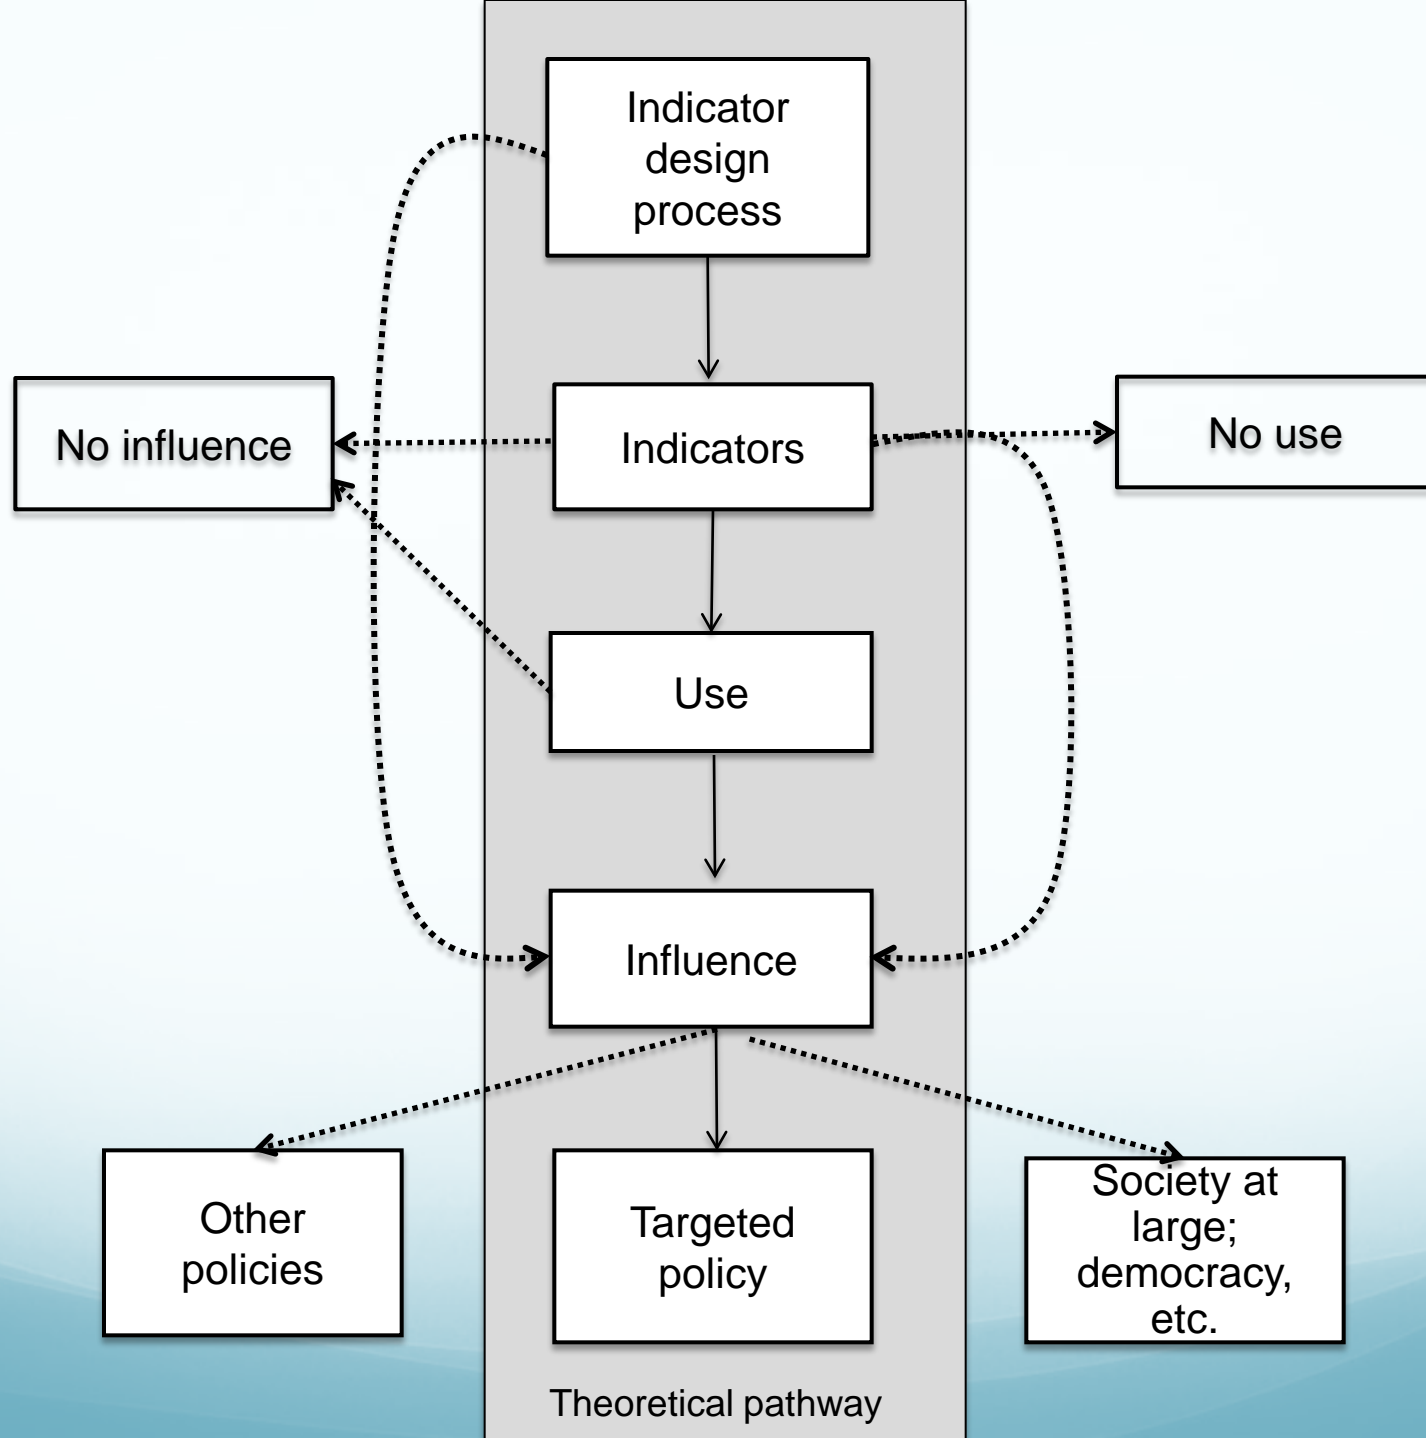 Indicator
design
process
No influence
Indicators
No use
Use
Influence
Other
policies
Targeted
policy
Society at
large;
democracy,
etc.
Theoretical pathway